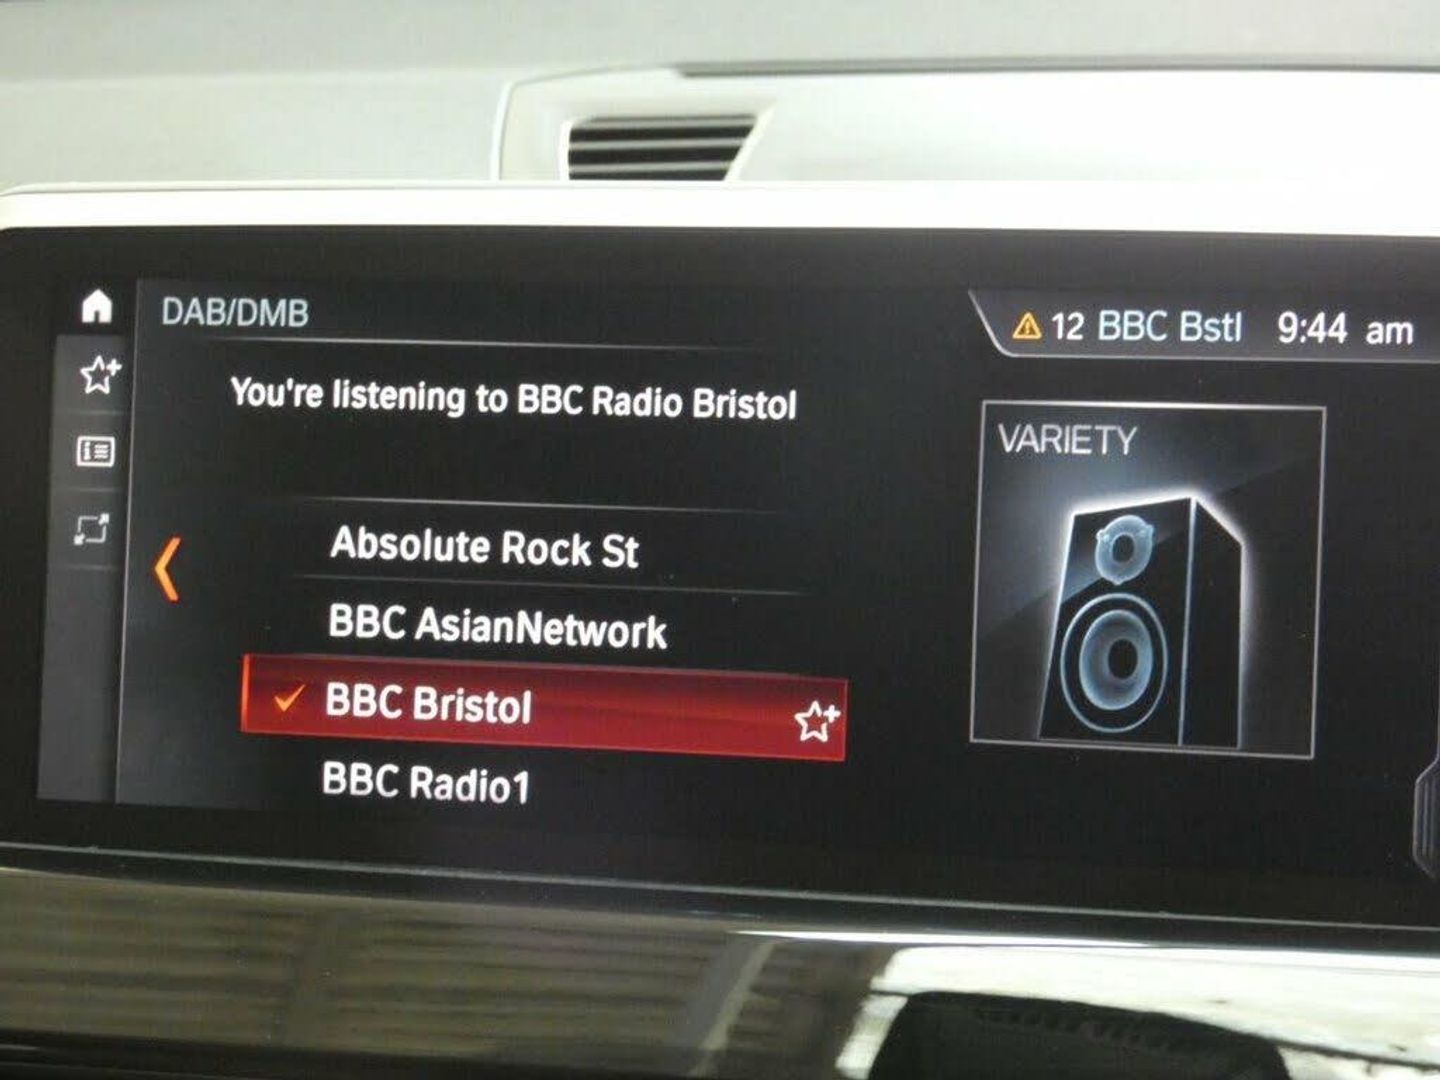 DAB/DMB
12 BBC Bstl 9:44 am
You're listening to BBC Radio Bristol
VARIETY
Absolute Rock St
BBC AsianNetwork
BBC Bristol
BBC Radio1